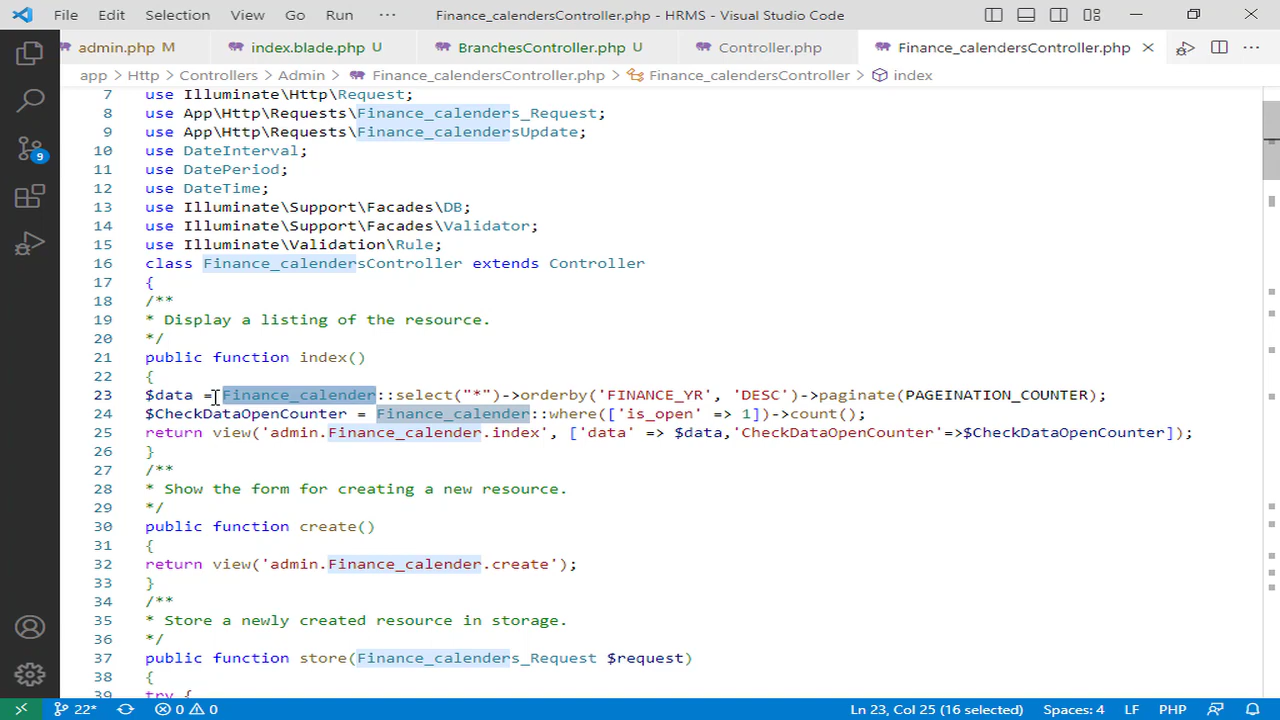 File Edit Selection View Go Run ··· Finance_calendersController.php - HRMS - Visual Studio Code
admin.php M index.blade.php U BranchesController.php U Controller.php Finance_calendersController.php
app > Http > Controllers > Admin > Finance_calendersController.php > Finance_calendersController > index
7 use Illuminate\Http\Request;
8 use App\Http\Requests\Finance_calenders_Request;
9 use App\Http\Requests\Finance_calendersUpdate;
10 use DateInterval;
11 use DatePeriod;
12 use DateTime;
13 use Illuminate\Support\Facades\DB;
14 use Illuminate\Support\Facades\Validator;
15 use Illuminate\Validation\Rule;
16 class Finance_calendersController extends Controller
17 {
18 /**
19 * Display a listing of the resource.
20 */
21 public function index()
22 {
23 $data = Finance_calender::select("*")->orderby('FINANCE_YR', 'DESC')->paginate(PAGEINATION_COUNTER);
24 $CheckDataOpenCounter = Finance_calender::where(['is_open' => 1])->count();
25 return view('admin.Finance_calender.index', ['data' => $data,'CheckDataOpenCounter'=>$CheckDataOpenCounter]);
26 }
27 /**
28 * Show the form for creating a new resource.
29 */
30 public function create()
31 {
32 return view('admin.Finance_calender.create');
33 }
34 /**
35 * Store a newly created resource in storage.
36 */
37 public function store(Finance_calenders_Request $request)
38 {
39 try {
9
22* 0 0 Ln 23, Col 25 (16 selected) Spaces: 4 LF PHP